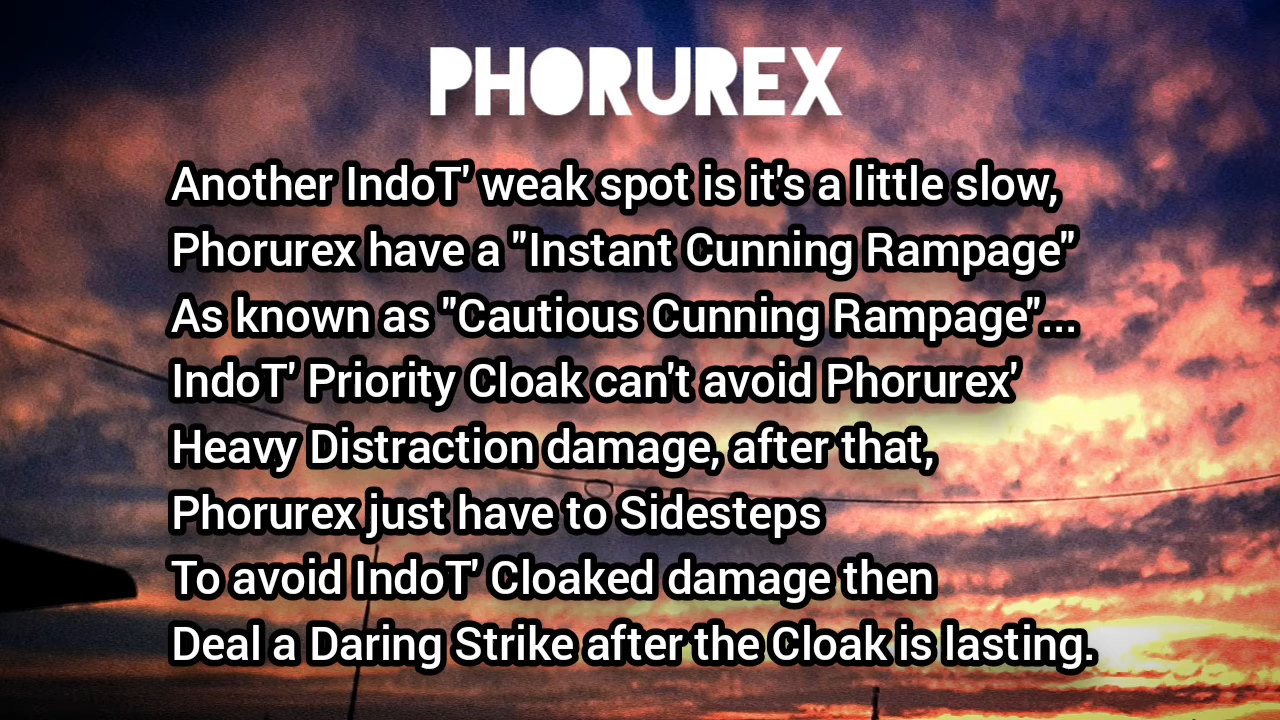 PHORUREX
Another IndoT' weak spot is it's a little slow,
Phorurex have a "Instant Cunning Rampage"
As known as "Cautious Cunning Rampage"...
IndoT' Priority Cloak can't avoid Phorurex'
Heavy Distraction damage, after that,
Phorurex just have to Sidesteps
To avoid IndoT' Cloaked damage then
Deal a Daring Strike after the Cloak is lasting.